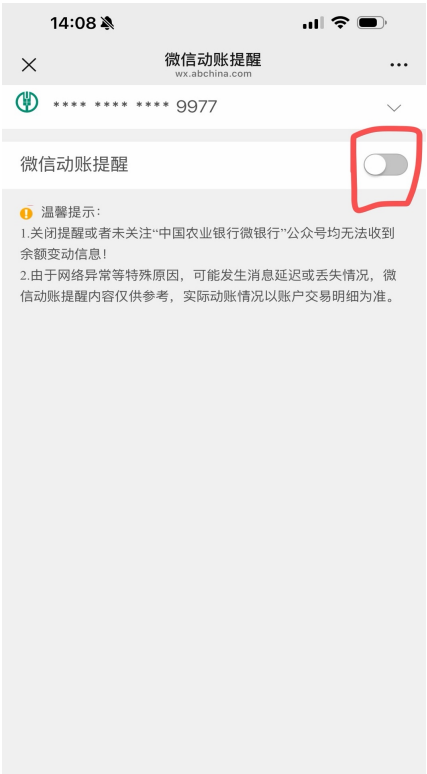 14:08
微信动账提醒
wx.abchina.com
**** **** **** 9977
微信动账提醒
温馨提示：
1.关闭提醒或者未关注“中国农业银行微银行”公众号均无法收到
余额变动信息！
2.由于网络异常等特殊原因，可能发生消息延迟或丢失情况，微
信动账提醒内容仅供参考，实际动账情况以账户交易明细为准。